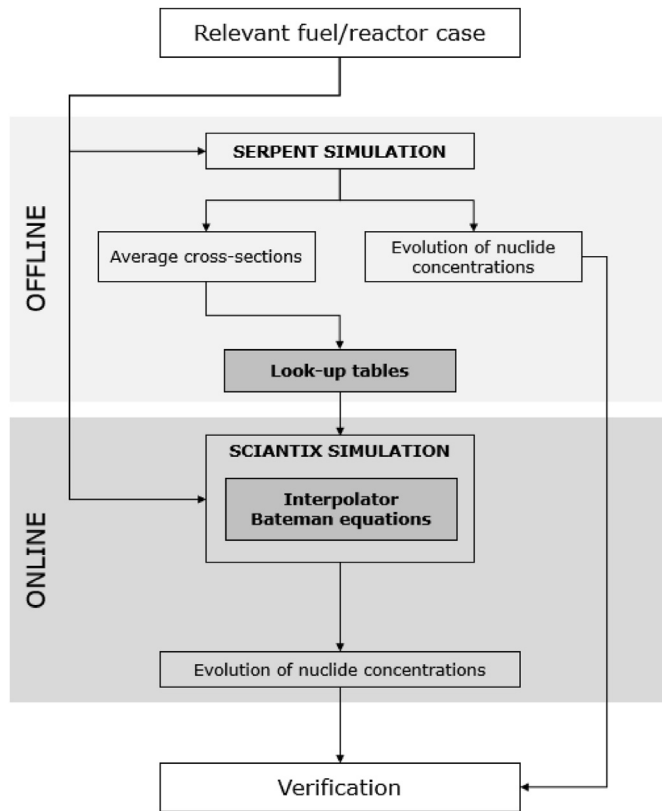 Relevant fuel/reactor case
OFFLINE
SERPENT SIMULATION
Average cross-sections
Evolution of nuclide
concentrations
Look-up tables
ONLINE
SCIANTIX SIMULATION
Interpolator
Bateman equations
Evolution of nuclide concentrations
Verification